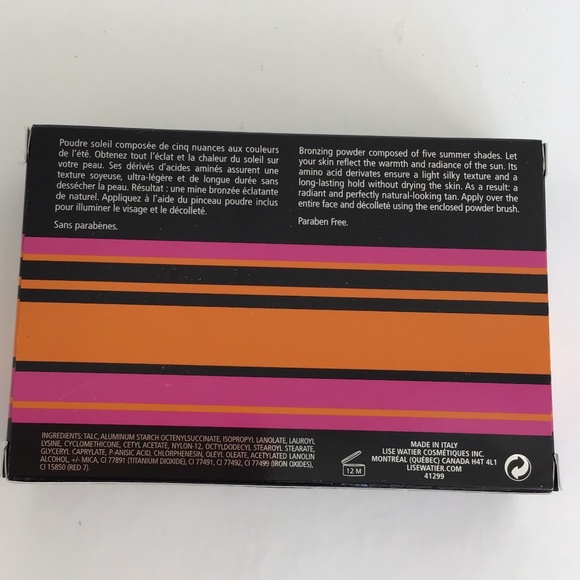 Poudre soleil composée de cinq nuances aux couleurs
de l'été. Obtenez tout l'éclat et la chaleur du soleil sur
votre peau. Ses dérivés d'acides aminés assurent une
texture soyeuse, ultra-légère et de longue durée sans
dessécher la peau. Résultat : une mine bronzée éclatante
de naturel. Appliquez à l'aide du pinceau poudre inclus
pour illuminer le visage et le décolleté.
Sans parabènes.
Bronzing powder composed of five summer shades. Let
your skin reflect the warmth and radiance of the sun. Its
amino acid derivates ensure a light silky texture and a
long-lasting hold without drying the skin. As a result: a
radiant and perfectly natural-looking tan. Apply over the
entire face and décolleté using the enclosed powder brush.
Paraben Free.
INGREDIENTS: TALC, ALUMINUM STARCH OCTENYLSUCCINATE, ISOPROPYL LANOLATE, LAUROYL
LYSINE, CYCLOMETHICONE, CETYL ACETATE, NYLON-12, OCTYLDODECYL STEAROYL STEARATE,
GLYCERYL CAPRYLATE, P-ANISIC ACID, CHLORPHENESIN, OLEYL OLEATE, ACETYLATED LANOLIN
ALCOHOL, +/- MICA, CI 77891 (TITANIUM DIOXIDE), CI 77491, CI 77492, CI 77499 (IRON OXIDES),
CI 15850 (RED 7).
12 M
MADE IN ITALY
LISE WATIER COSMÉTIQUES INC.
MONTRÉAL (QUÉBEC) CANADA H4T 4L1
LISEWATIER.COM
41299